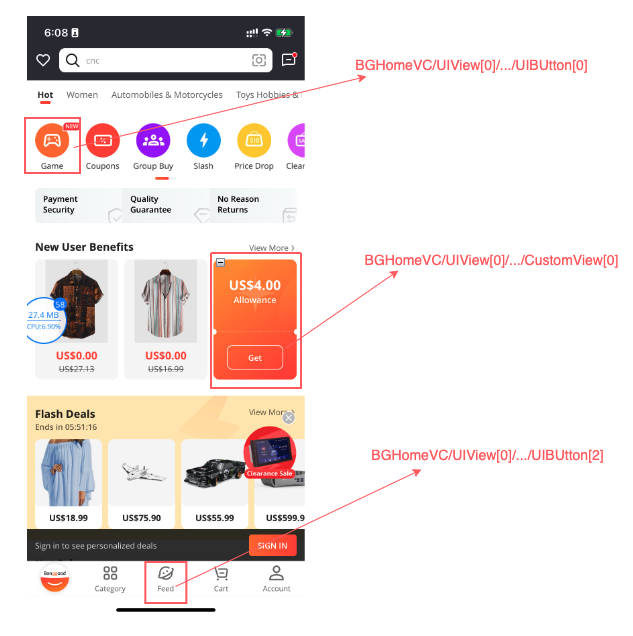 6:08
cnc
Hot Women Automobiles & Motorcycles Toys Hobbies &
BGHomeVC/UIView[0]/.../UIBUtton[0]
NEW
Game Coupons Group Buy Slash Price Drop Clear
Payment Security
Quality Guarantee
No Reason Returns
New User Benefits View More
BGHomeVC/UIView[0]/.../CustomView[0]
US$4.00
Allowance
Get
58
27.4 MB
CPU:6.90%
US$0.00 US$0.00
US$27.13 US$16.99
Flash Deals View More
Ends in 05:51:16
BGHomeVC/UIView[0]/.../UIBUtton[2]
Clearance Sale
US$18.99 US$75.90 US$55.99 US$599.9
Sign in to see personalized deals SIGN IN
Banggood
Category Feed Cart Account